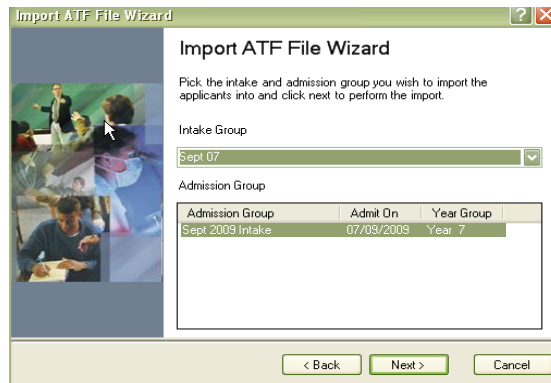 Import ATF File Wizard
Import ATF File Wizard
Pick the intake and admission group you wish to import the
applicants into and click next to perform the import.
Intake Group
Sept 07
Admission Group
Admission Group Admit On Year Group
Sept 2009 Intake 07/09/2009 Year 7
< Back Next > Cancel